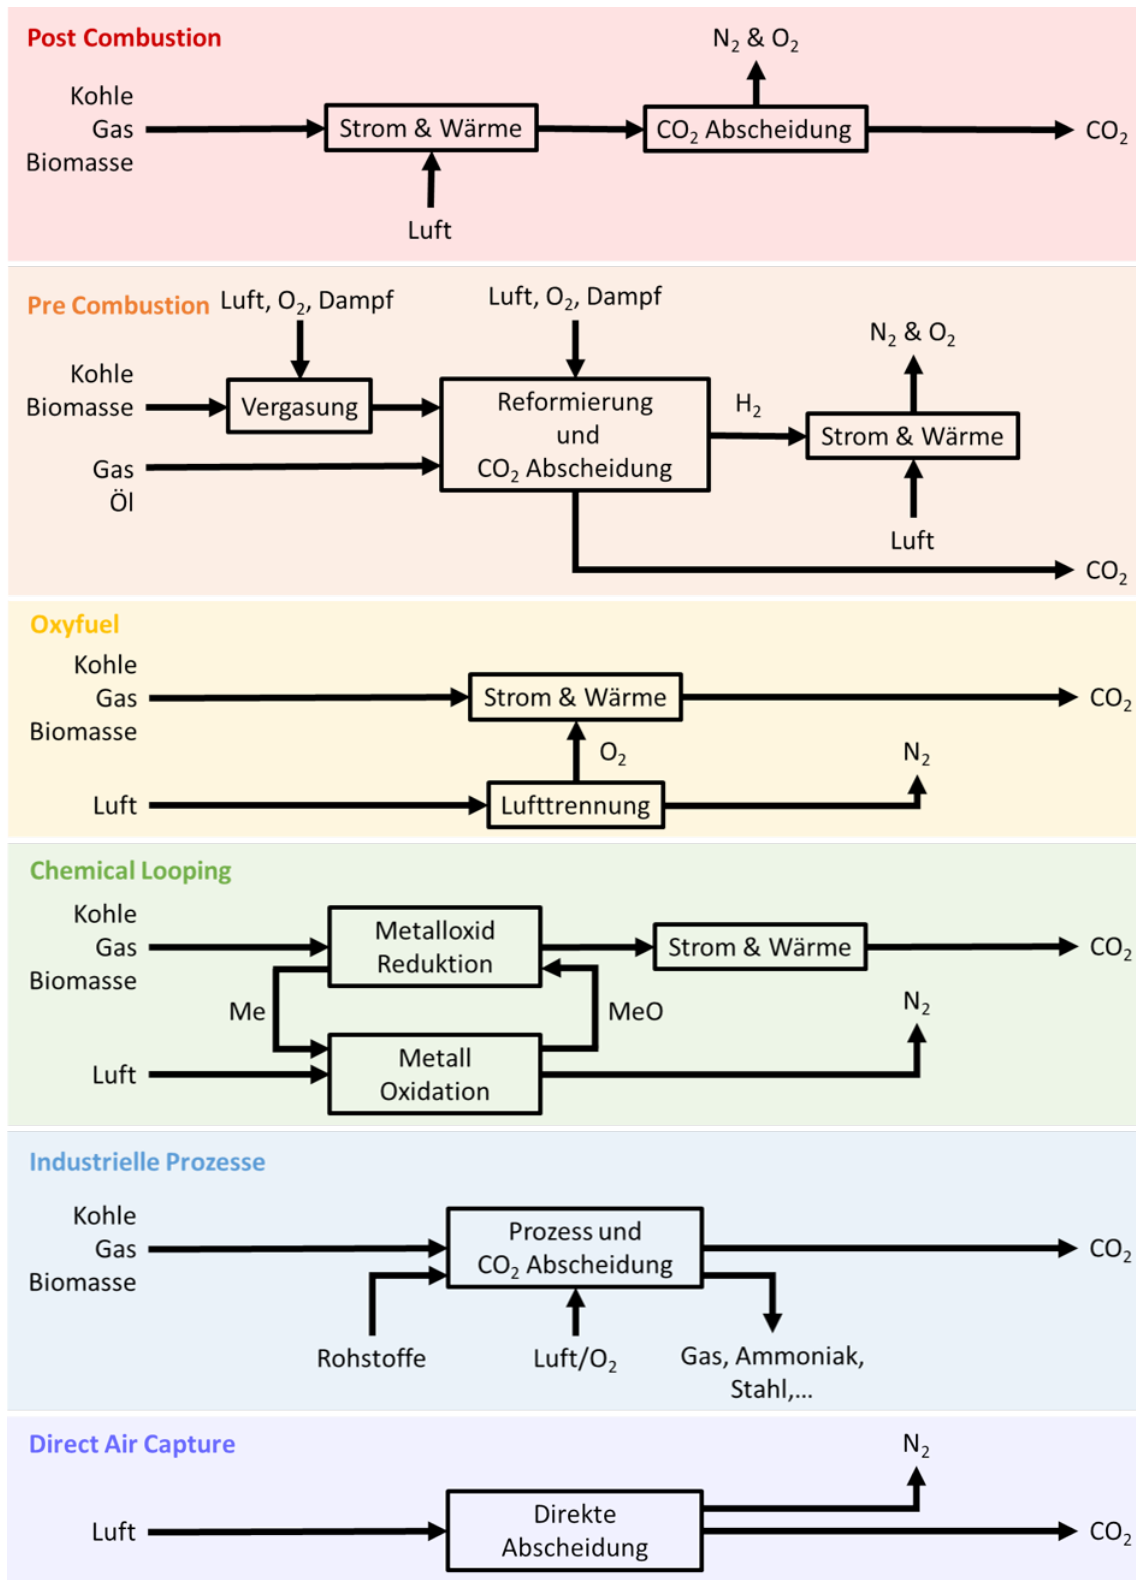 Post Combustion
N₂ & O₂
Kohle
Gas
Biomasse
Strom & Wärme
CO₂ Abscheidung
CO₂
Luft
Pre Combustion
Luft, O₂, Dampf
Luft, O₂, Dampf
N₂ & O₂
Kohle
Biomasse
Vergasung
Reformierung
und
CO₂ Abscheidung
H₂
Strom & Wärme
Gas
Öl
Luft
CO₂
Oxyfuel
Kohle
Gas
Biomasse
Strom & Wärme
CO₂
O₂
N₂
Luft
Lufttrennung
Chemical Looping
Kohle
Gas
Biomasse
Metalloxid
Reduktion
Strom & Wärme
CO₂
Me
MeO
N₂
Luft
Metall
Oxidation
Industrielle Prozesse
Kohle
Gas
Biomasse
Prozess und
CO₂ Abscheidung
CO₂
Rohstoffe
Luft/O₂
Gas, Ammoniak,
Stahl,...
Direct Air Capture
N₂
Luft
Direkte
Abscheidung
CO₂